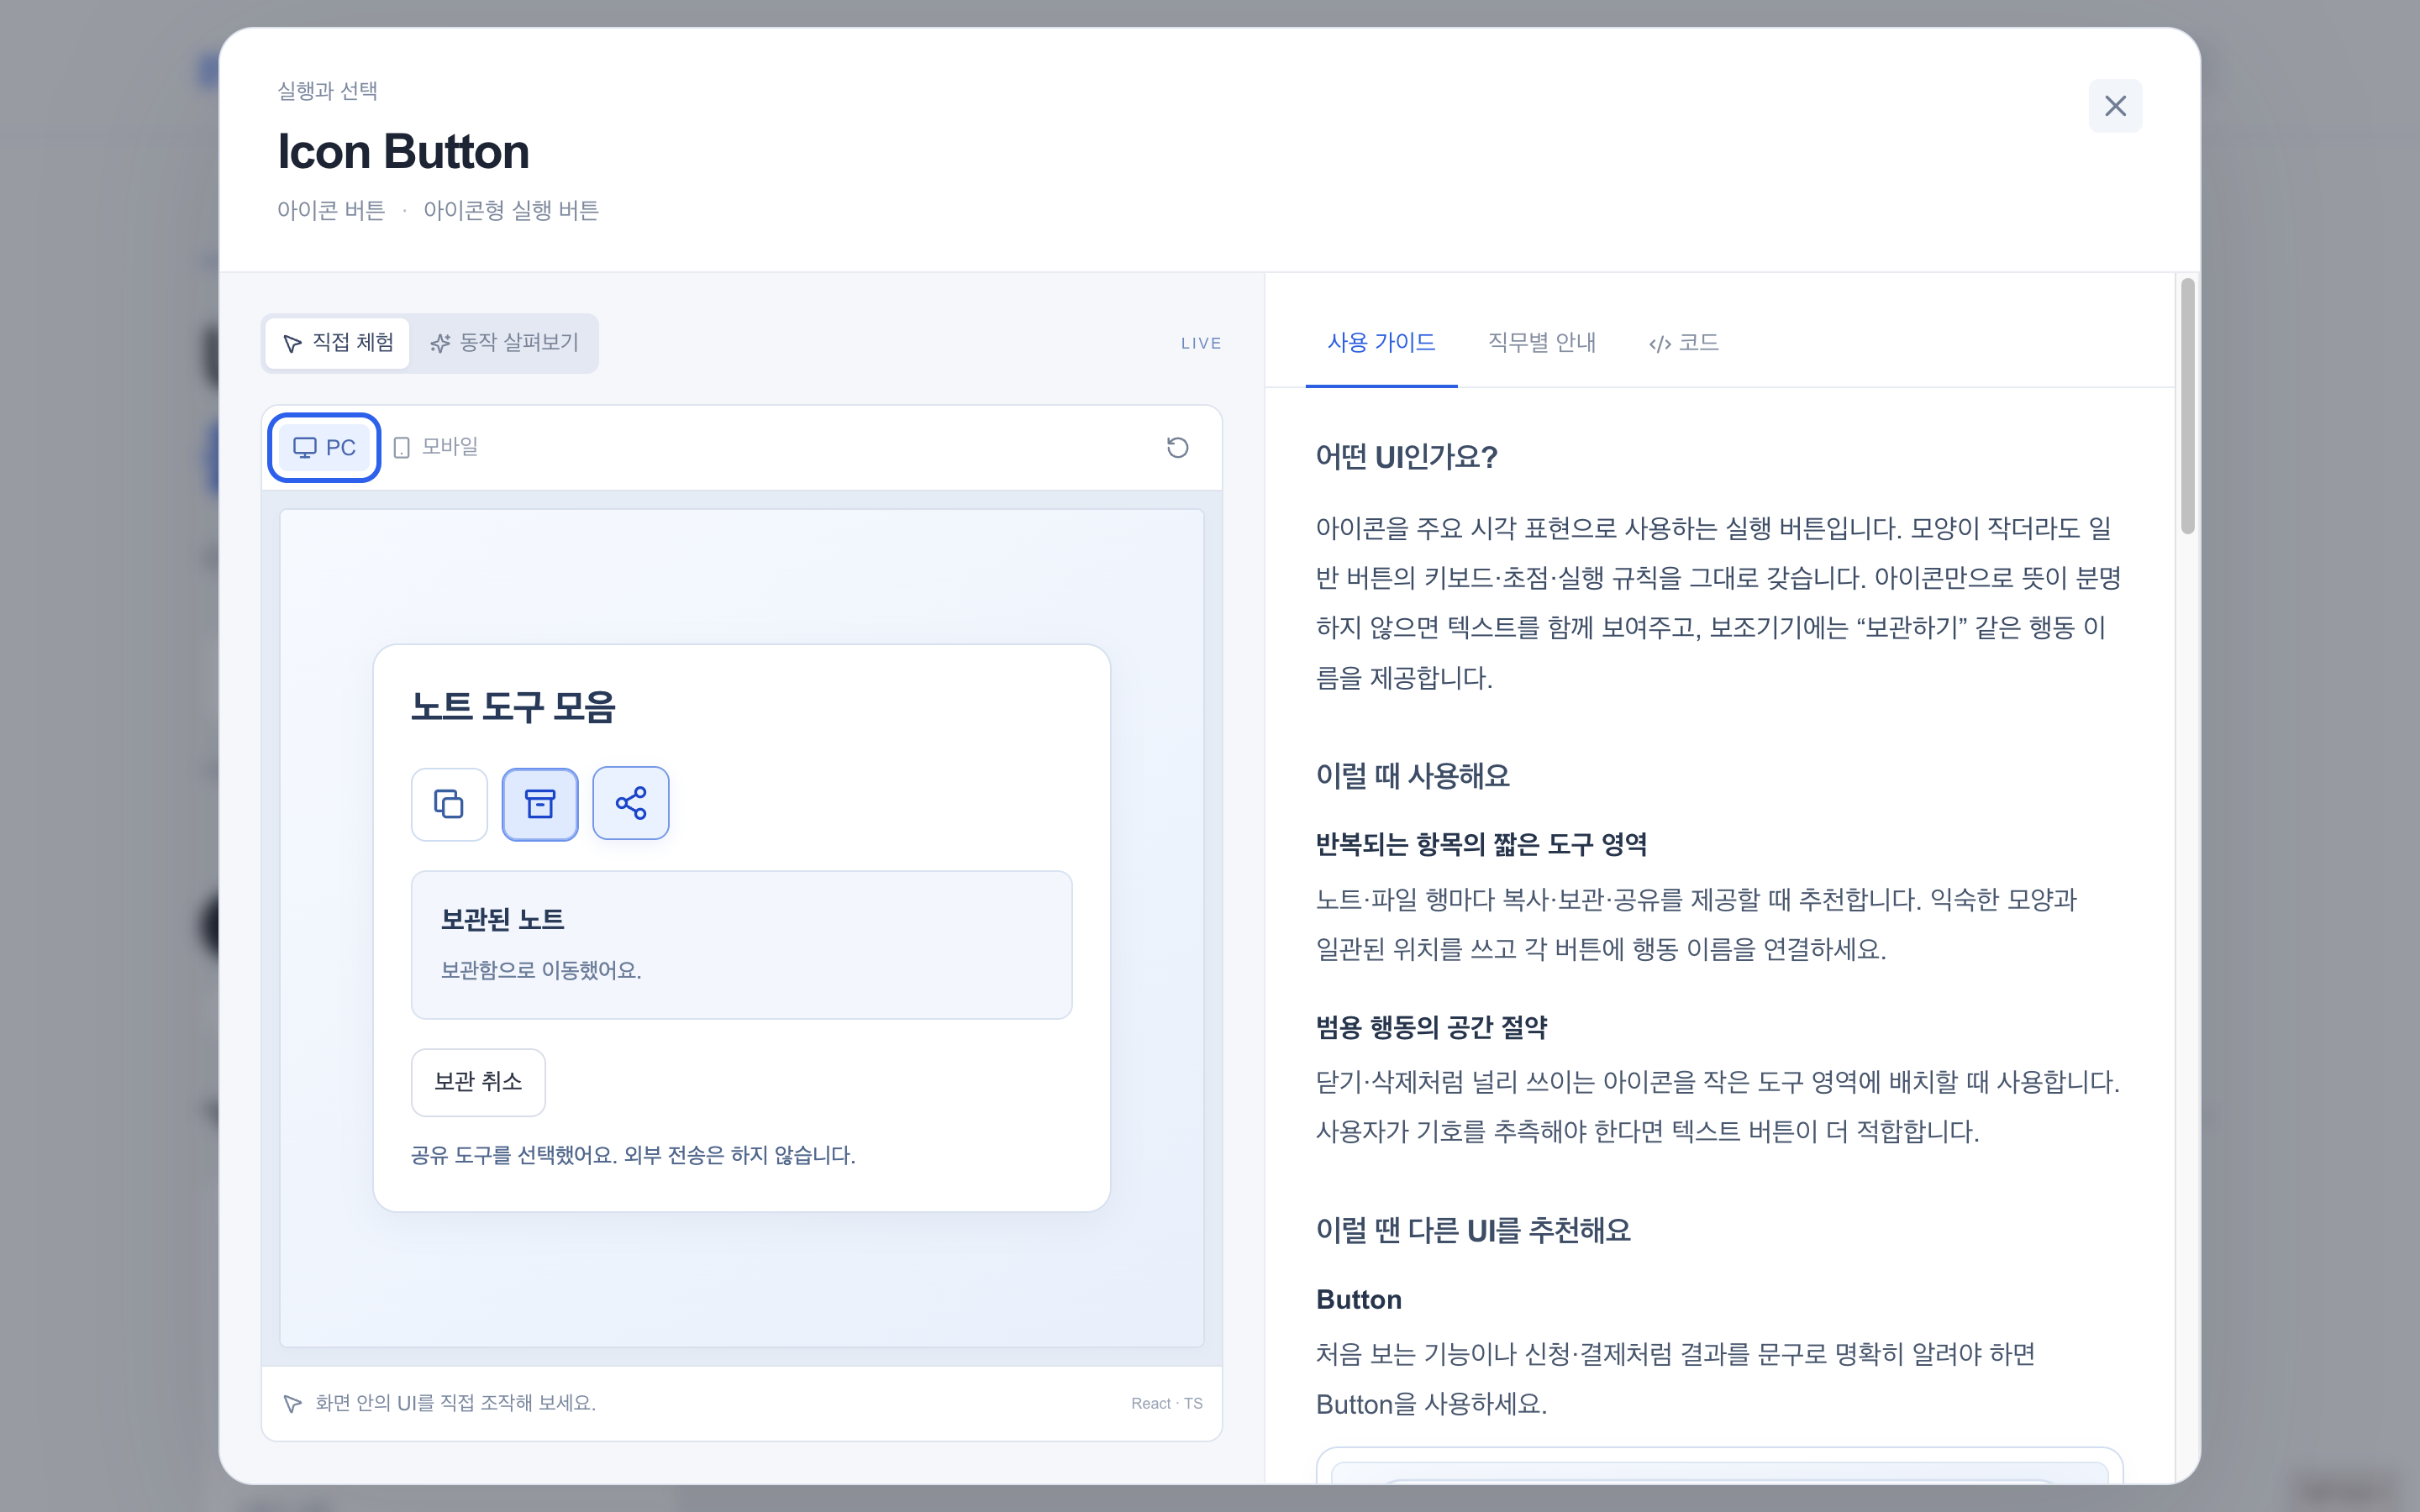 실행과 선택
Icon Button
아이콘 버튼 · 아이콘형 실행 버튼
직접 체험
동작 살펴보기
LIVE
PC
모바일
노트 도구 모음
보관된 노트
보관함으로 이동했어요.
보관 취소
공유 도구를 선택했어요. 외부 전송은 하지 않습니다.
화면 안의 UI를 직접 조작해 보세요.
React · TS
사용 가이드
직무별 안내
코드
어떤 UI인가요?
아이콘을 주요 시각 표현으로 사용하는 실행 버튼입니다. 모양이 작더라도 일
반 버튼의 키보드·초점·실행 규칙을 그대로 갖습니다. 아이콘만으로 뜻이 분명
하지 않으면 텍스트를 함께 보여주고, 보조기기에는 “보관하기” 같은 행동 이
름을 제공합니다.
이럴 때 사용해요
반복되는 항목의 짧은 도구 영역
노트·파일 행마다 복사·보관·공유를 제공할 때 추천합니다. 익숙한 모양과
일관된 위치를 쓰고 각 버튼에 행동 이름을 연결하세요.
범용 행동의 공간 절약
닫기·삭제처럼 널리 쓰이는 아이콘을 작은 도구 영역에 배치할 때 사용합니다.
사용자가 기호를 추측해야 한다면 텍스트 버튼이 더 적합합니다.
이럴 땐 다른 UI를 추천해요
Button
처음 보는 기능이나 신청·결제처럼 결과를 문구로 명확히 알려야 하면
Button을 사용하세요.